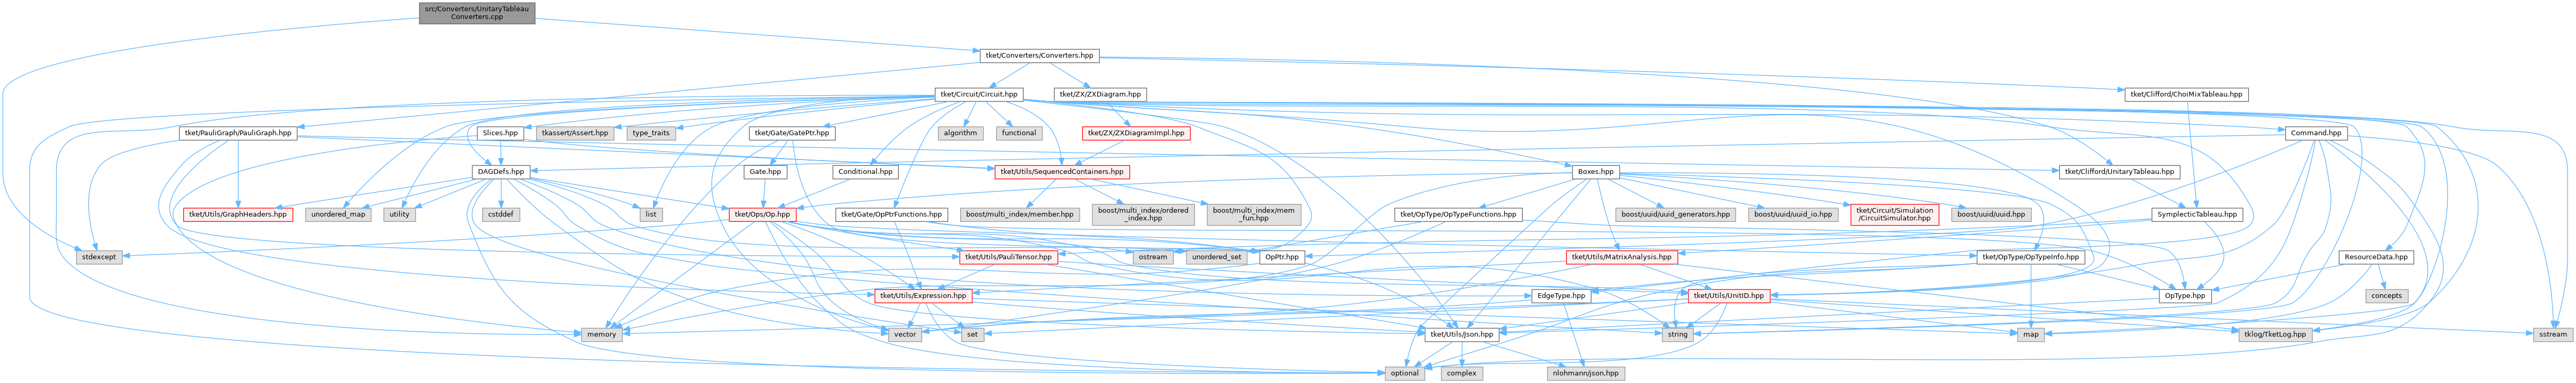 src/Converters/UnitaryTableau
Converters.cpp
tket/Converters/Converters.hpp
tket/Circuit/Circuit.hpp
tket/ZX/ZXDiagram.hpp
tket/Clifford/ChoiMixTableau.hpp
tket/PauliGraph/PauliGraph.hpp
Slices.hpp
tkassert/Assert.hpp
type_traits
tket/Gate/GatePtr.hpp
algorithm
functional
tket/ZX/ZXDiagramImpl.hpp
Command.hpp
DAGDefs.hpp
Gate.hpp
Conditional.hpp
tket/Utils/SequencedContainers.hpp
Boxes.hpp
tket/Clifford/UnitaryTableau.hpp
tket/Utils/GraphHeaders.hpp
unordered_map
utility
cstddef
list
tket/Ops/Op.hpp
tket/Gate/OpPtrFunctions.hpp
boost/multi_index/member.hpp
boost/multi_index/ordered
_index.hpp
boost/multi_index/mem
_fun.hpp
tket/OpType/OpTypeFunctions.hpp
boost/uuid/uuid_generators.hpp
boost/uuid/uuid_io.hpp
tket/Circuit/Simulation
/CircuitSimulator.hpp
boost/uuid/uuid.hpp
SymplecticTableau.hpp
stdexcept
tket/Utils/PauliTensor.hpp
ostream
unordered_set
OpPtr.hpp
tket/Utils/MatrixAnalysis.hpp
tket/OpType/OpTypeInfo.hpp
ResourceData.hpp
tket/Utils/Expression.hpp
EdgeType.hpp
tket/Utils/UnitID.hpp
OpType.hpp
concepts
memory
vector
set
tket/Utils/Json.hpp
string
map
tklog/TketLog.hpp
sstream
optional
complex
nlohmann/json.hpp